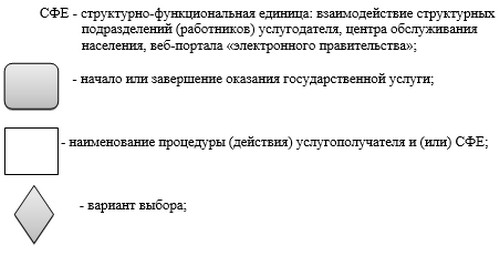 СФЕ - структурно-функциональная единица: взаимодействие структурных
подразделений (работников) услугодателя, центра обслуживания
населения, веб-портала «электронного правительства»;
- начало или завершение оказания государственной услуги;
- наименование процедуры (действия) услугополучателя и (или) СФЕ;
- вариант выбора;